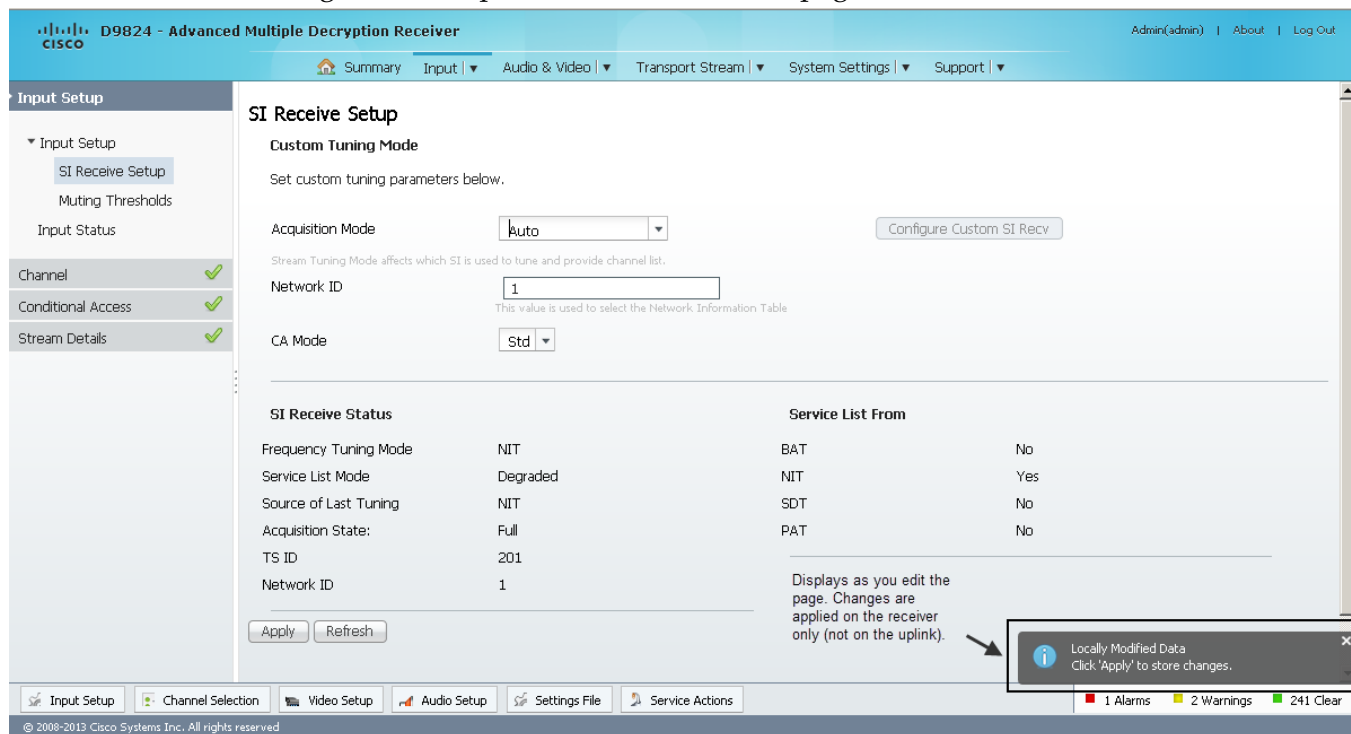 CISCO D9824 - Advanced Multiple Decryption Receiver
Admin(admin) | About | Log Out
Summary Input | Audio & Video | Transport Stream | System Settings | Support |
Input Setup
Input Setup
SI Receive Setup
Muting Thresholds
Input Status
Channel
Conditional Access
Stream Details
SI Receive Setup
Custom Tuning Mode
Set custom tuning parameters below.
Acquisition Mode Auto Configure Custom SI Recv
Stream Tuning Mode affects which SI is used to tune and provide channel list.
Network ID 1
This value is used to select the Network Information Table
CA Mode Std
SI Receive Status Service List From
Frequency Tuning Mode NIT BAT No
Service List Mode Degraded NIT Yes
Source of Last Tuning NIT SDT No
Acquisition State: Full PAT No
TS ID 201
Network ID 1
Displays as you edit the
page. Changes are
applied on the receiver
only (not on the uplink).
Apply Refresh
Locally Modified Data
Click 'Apply' to store changes.
Input Setup Channel Selection Video Setup Audio Setup Settings File Service Actions 1 Alarms 2 Warnings 241 Clear
© 2008-2013 Cisco Systems Inc. All rights reserved